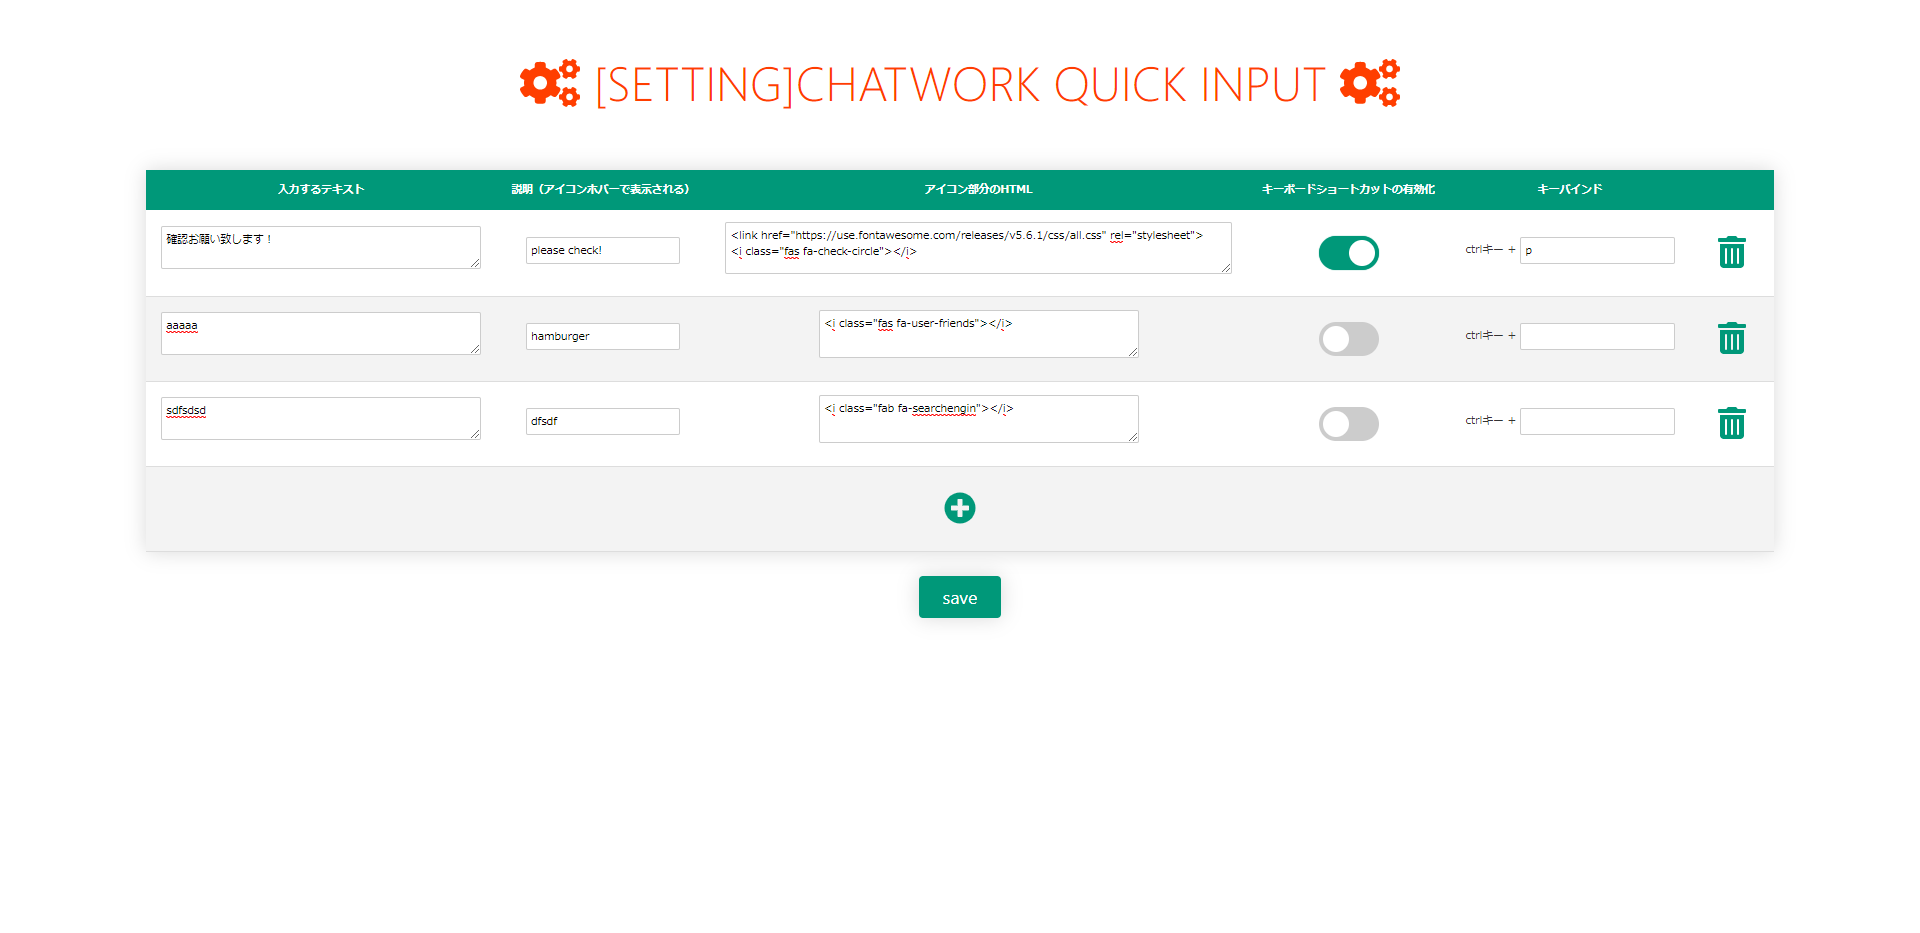 [SETTING]CHATWORK QUICK INPUT
入力するテキスト 説明（アイコンホバーで表示される） アイコン部分のHTML キーボードショートカットの有効化 キーバインド
確認お願い致します！
please check!
<link href="https://use.fontawesome.com/releases/v5.6.1/css/all.css" rel="stylesheet">
<i class="fas fa-check-circle"></i>
ctrlキー + p
aaaaa
hamburger
<i class="fas fa-user-friends"></i>
ctrlキー +
sdfsdsd
dfsdf
<i class="fab fa-searchengin"></i>
ctrlキー +
save